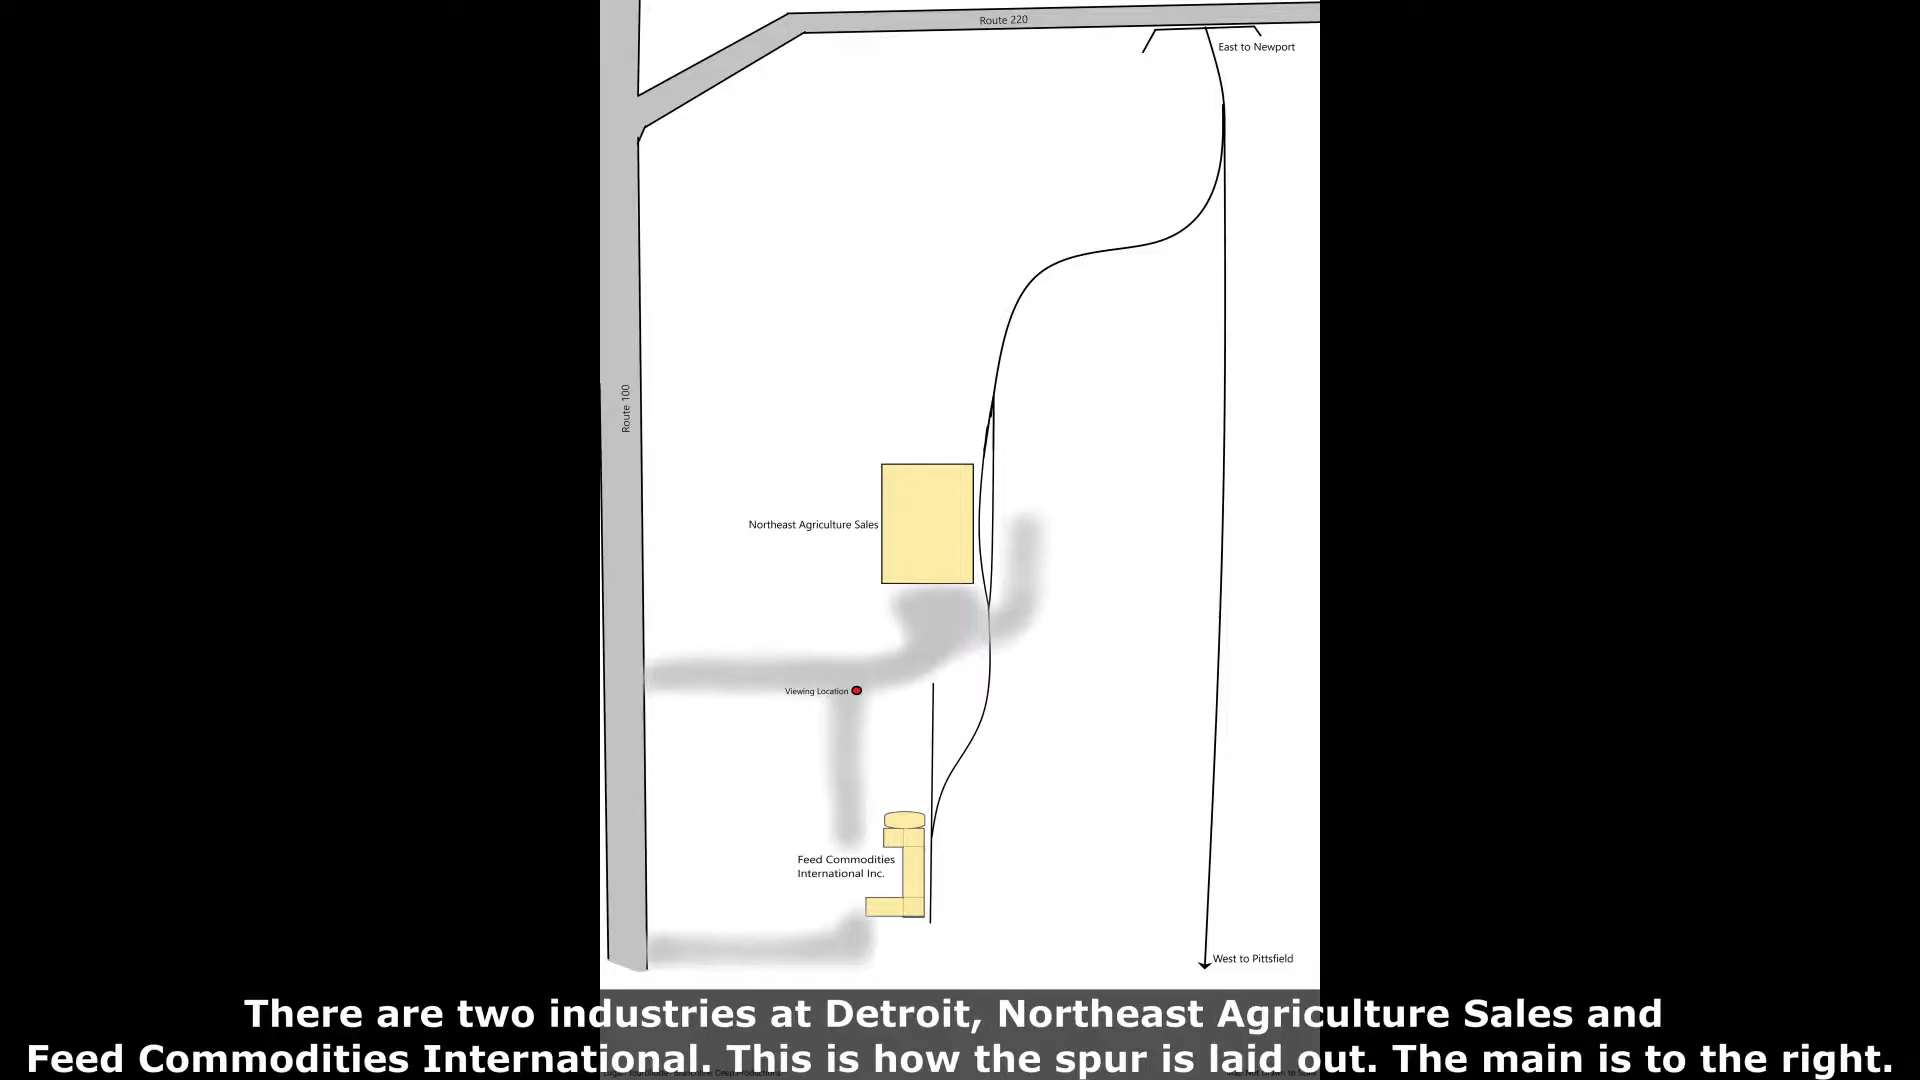 Route 220
East to Newport
Route 100
Northeast Agriculture Sales
Viewing Location
Feed Commodities
International Inc.
West to Pittsfield
There are two industries at Detroit, Northeast Agriculture Sales and
Feed Commodities International. This is how the spur is laid out. The main is to the right.